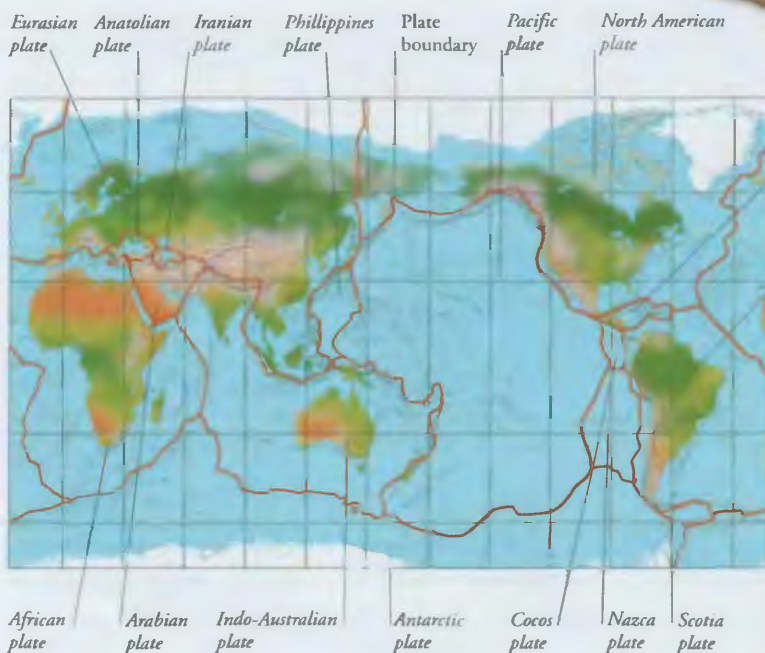 Eurasian plate
Anatolian plate
Iranian plate
Phillippines plate
Plate boundary
Pacific plate
North American plate
African plate
Arabian plate
Indo-Australian plate
Antarctic plate
Cocos plate
Nazca plate
Scotia plate